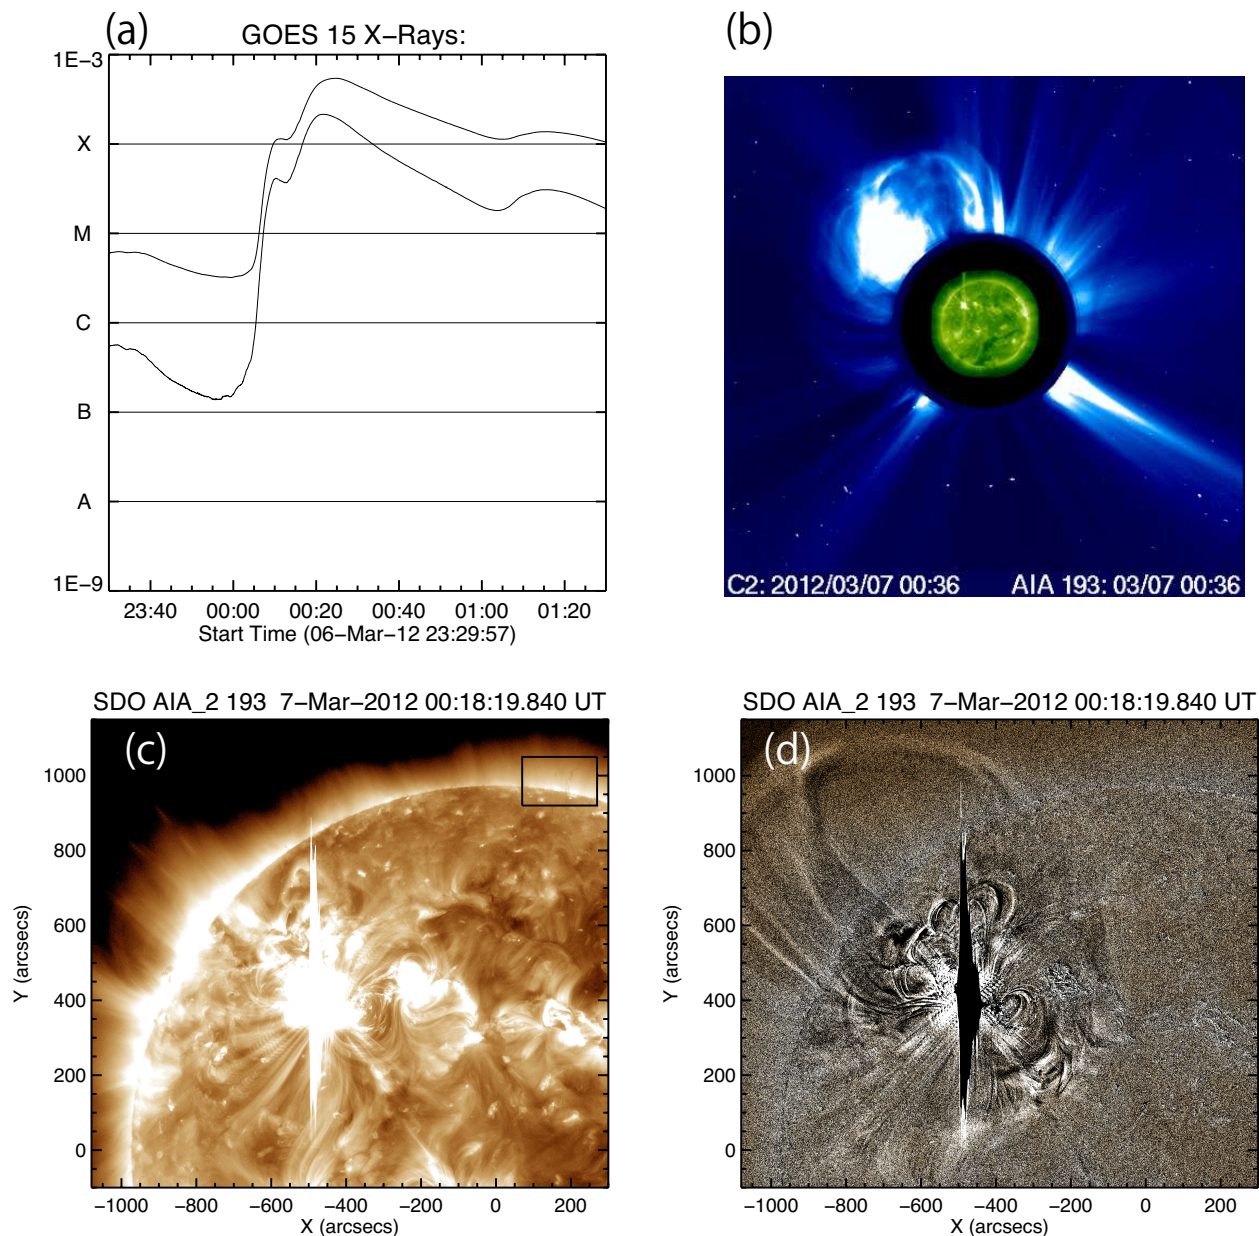 (a)
GOES 15 X-Rays:
1E-3
X
M
C
B
A
1E-9
23:40 00:00 00:20 00:40 01:00 01:20
Start Time (06-Mar-12 23:29:57)
(b)
C2: 2012/03/07 00:36 AIA 193: 03/07 00:36
SDO AIA_2 193 7-Mar-2012 00:18:19.840 UT
(c)
1000
800
600
400
200
0
Y (arcsecs)
-1000 -800 -600 -400 -200 0 200
X (arcsecs)
SDO AIA_2 193 7-Mar-2012 00:18:19.840 UT
(d)
1000
800
600
400
200
0
Y (arcsecs)
-1000 -800 -600 -400 -200 0 200
X (arcsecs)